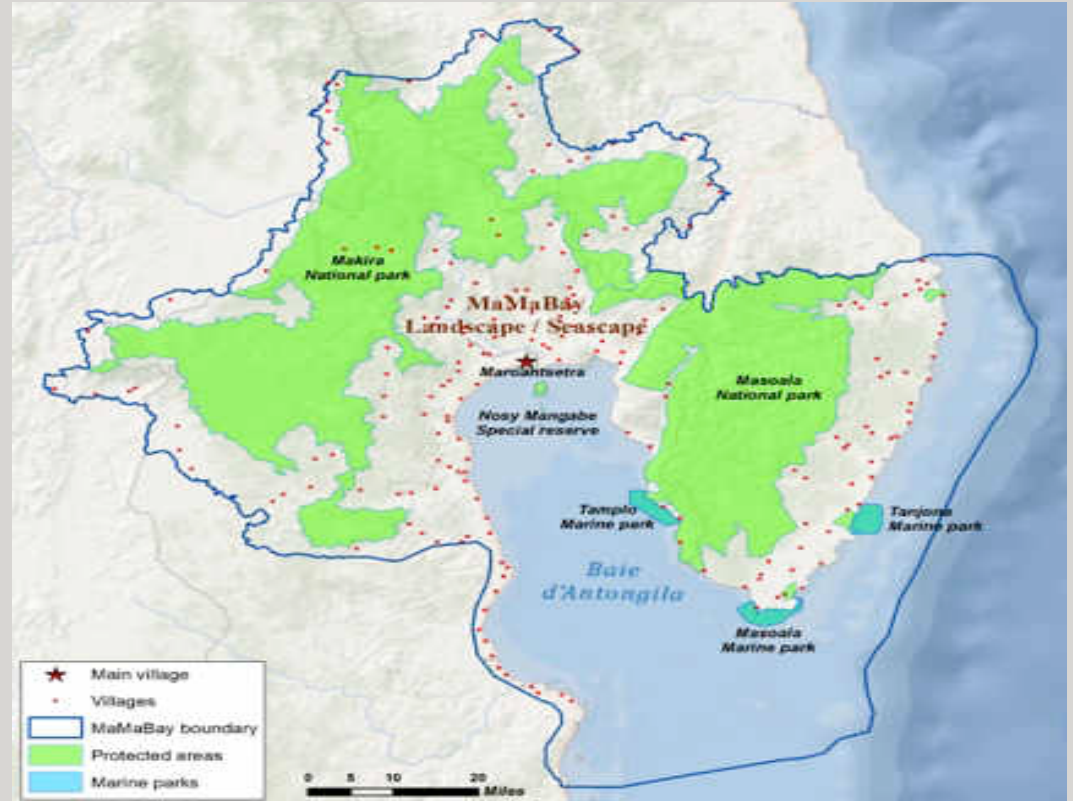 Makira
National park
MaMaBay
Landscape / Seascape
Maroantsetra
Nosy Mangabe
Special reserve
Masoala
National park
Tamplo
Marine park
Tanjona
Marine park
Baie
d'Antongila
Masoala
Marine park
Main village
Villages
MaMaBay boundary
Protected areas
Marine parks
0 5 10 20
Miles